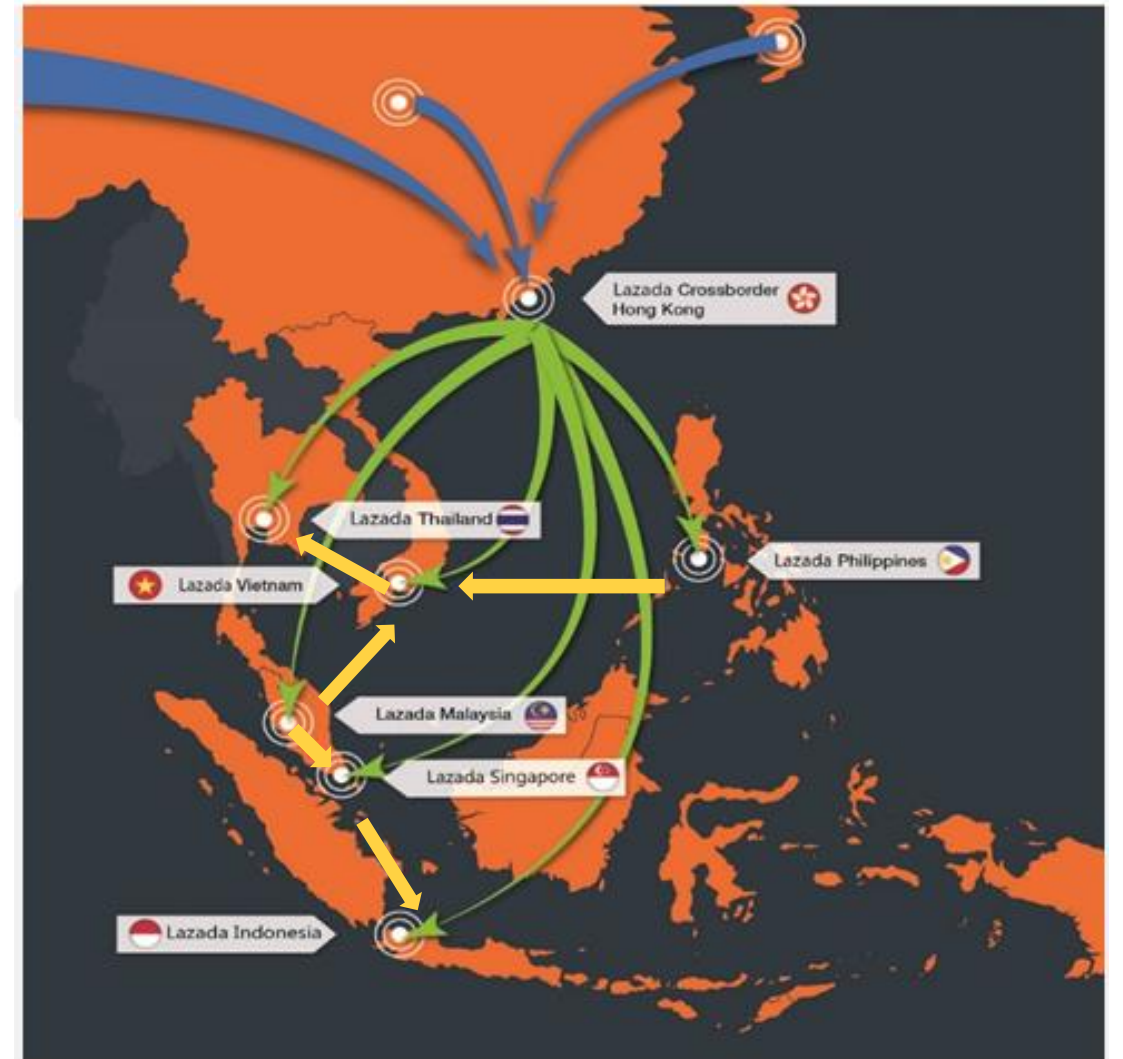 Lazada Crossborder
Hong Kong
Lazada Thailand
Lazada Vietnam
Lazada Philippines
Lazada Malaysia
Lazada Singapore
Lazada Indonesia